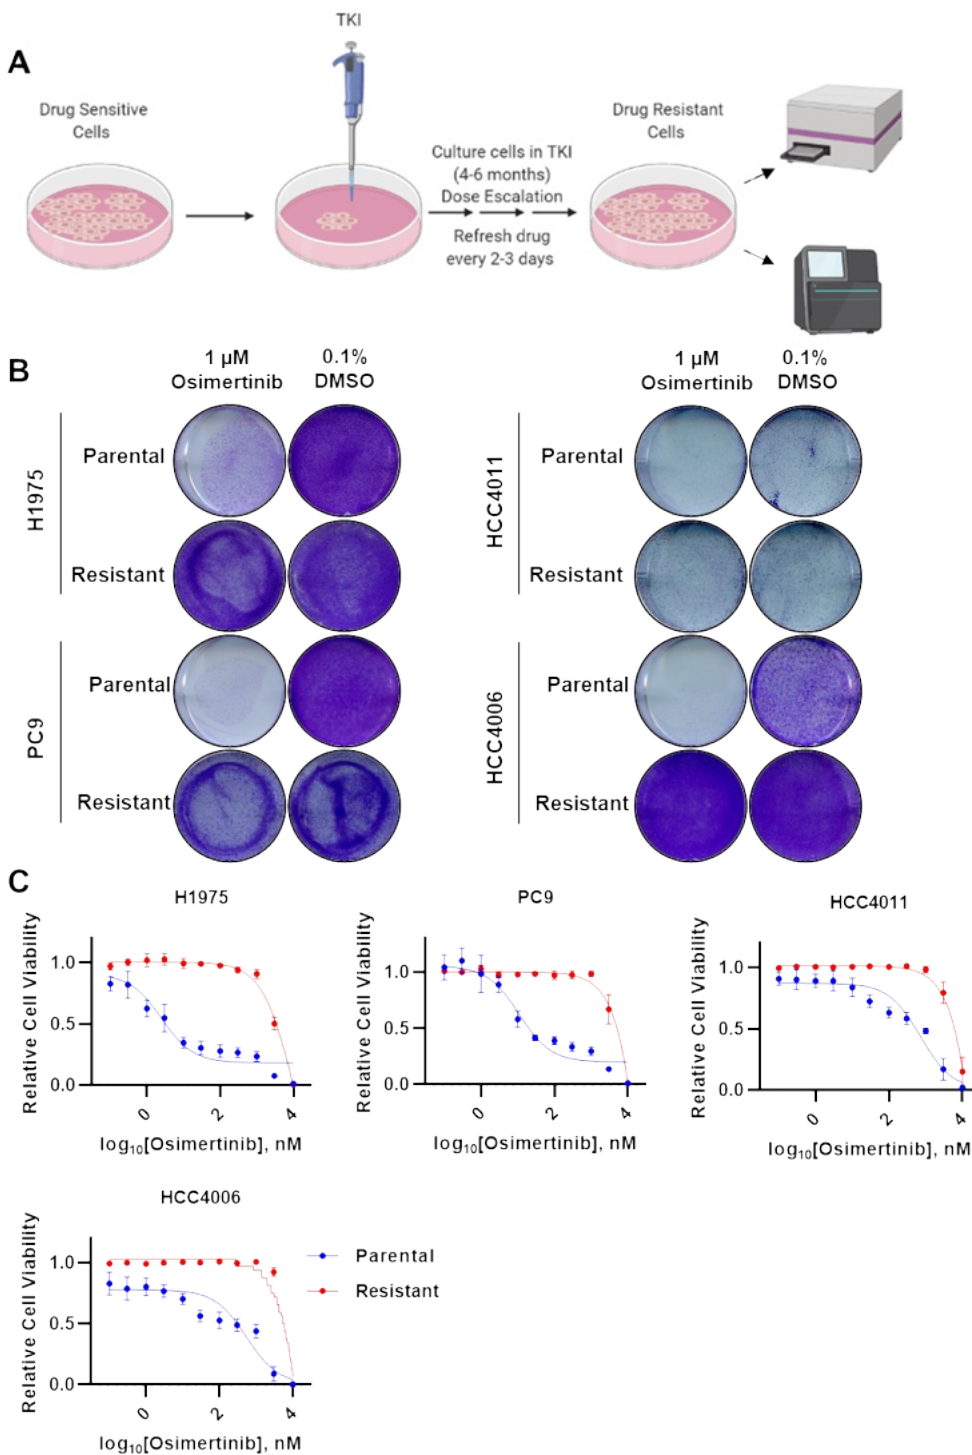 A
TKI
Drug Sensitive
Cells
Culture cells in TKI
(4-6 months)
Dose Escalation
Refresh drug
every 2-3 days
Drug Resistant
Cells
B
1 µM
Osimertinib
0.1%
DMSO
H1975
Parental
Resistant
PC9
Parental
Resistant
1 µM
Osimertinib
0.1%
DMSO
HCC4011
Parental
Resistant
HCC4006
Parental
Resistant
C
H1975
Relative Cell Viability
1.0
0.5
0.0
0
2
4
log10[Osimertinib], nM
PC9
Relative Cell Viability
1.0
0.5
0.0
0
2
4
log10[Osimertinib], nM
HCC4011
Relative Cell Viability
1.0
0.5
0.0
0
2
4
log10[Osimertinib], nM
HCC4006
Relative Cell Viability
1.0
0.5
0.0
0
2
4
log10[Osimertinib], nM
Parental
Resistant